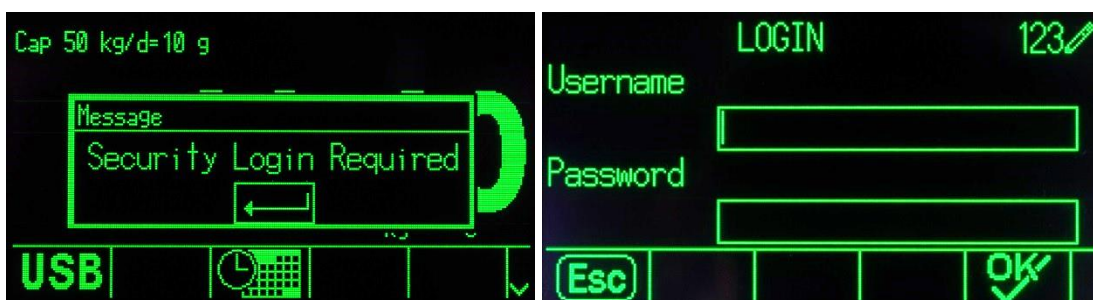 Cap 50 kg/d=10 g
Message
Security Login Required
USB
LOGIN 123
Username
Password
Esc OK